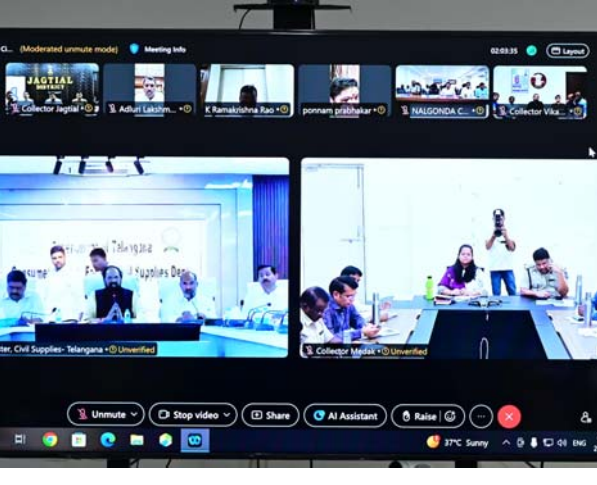 Ci... (Moderated unmute mode) Meeting Info 02:03:35 Layout
JAGTIAL
DISTRICT
Collector Jagtial
Adluri Lakshm...
K Ramakrishna Rao
ponnam prabhakar
NALGONDA C...
Collector Vika...
Telangana
Supplies Dep
ter, Civil Supplies- Telangana Unverified
Collector Medak Unverified
Unmute Stop video Share AI Assistant Raise
37°C Sunny ENG